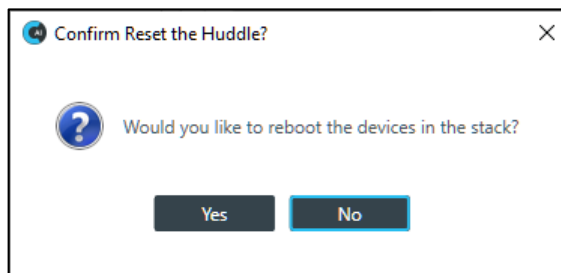 Confirm Reset the Huddle?
Would you like to reboot the devices in the stack?
Yes
No